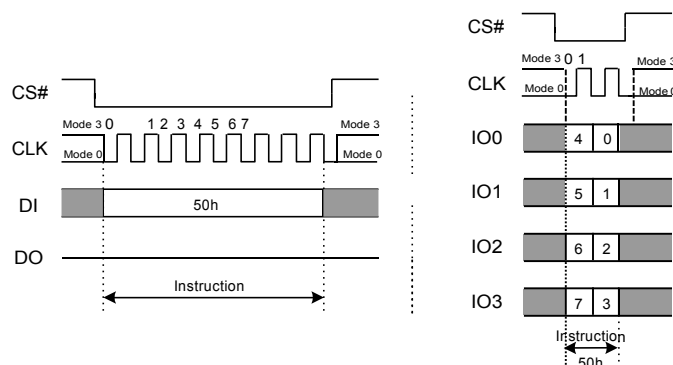 CS#
Mode 3 0 1 2 3 4 5 6 7 Mode 3
CLK
Mode 0 Mode 0
DI 50h
DO
Instruction
CS#
Mode 3 0 1 Mode 3
CLK
Mode 0 Mode 0
IO0 4 0
IO1 5 1
IO2 6 2
IO3 7 3
Instruction
50h